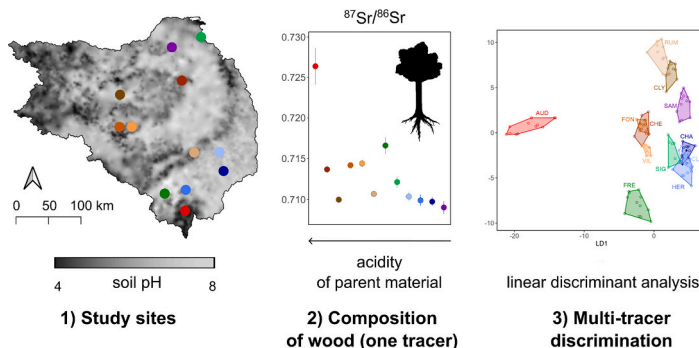 87Sr/86Sr
0.730
0.725
0.720
0.715
0.710
acidity
of parent material
0 50 100 km
soil pH
4 8
1) Study sites
2) Composition
of wood (one tracer)
10
5
0
-5
-10
RUM
CLY
SAM
AUD
FON
CHE
CHA
VIL
SIG
CL
HER
FRE
-20
-10
0
LD1
linear discriminant analysis
3) Multi-tracer
discrimination